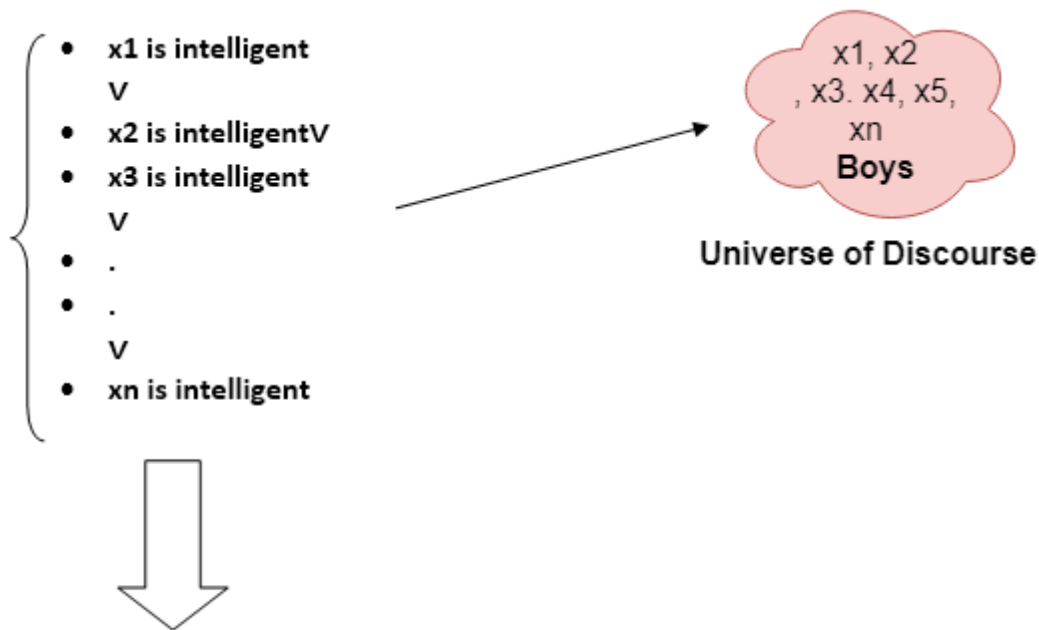 • x1 is intelligent
V
• x2 is intelligentV
• x3 is intelligent
V
• .
• .
V
• xn is intelligent
x1, x2
, x3. x4, x5,
xn
Boys
Universe of Discourse